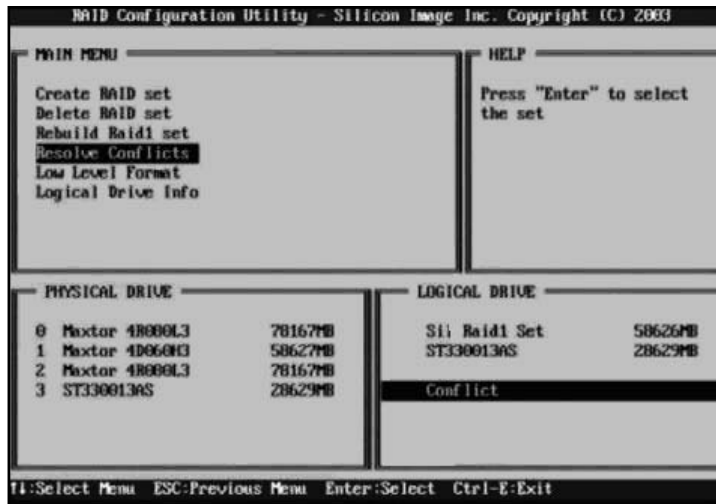 RAID Configuration Utility - Silicon Image Inc. Copyright (C) 2003
MAIN MENU
Create RAID set
Delete RAID set
Rebuild Raid1 set
Resolve Conflicts
Low Level Format
Logical Drive Info
HELP
Press "Enter" to select
the set
PHYSICAL DRIVE
0 Maxtor 4R080L3 78167MB
1 Maxtor 4D060H3 58627MB
2 Maxtor 4R080L3 78167MB
3 ST330013AS 28629MB
LOGICAL DRIVE
SiI Raid1 Set 58626MB
ST330013AS 28629MB
Conflict
↑↓:Select Menu ESC:Previous Menu Enter:Select Ctrl-E:Exit